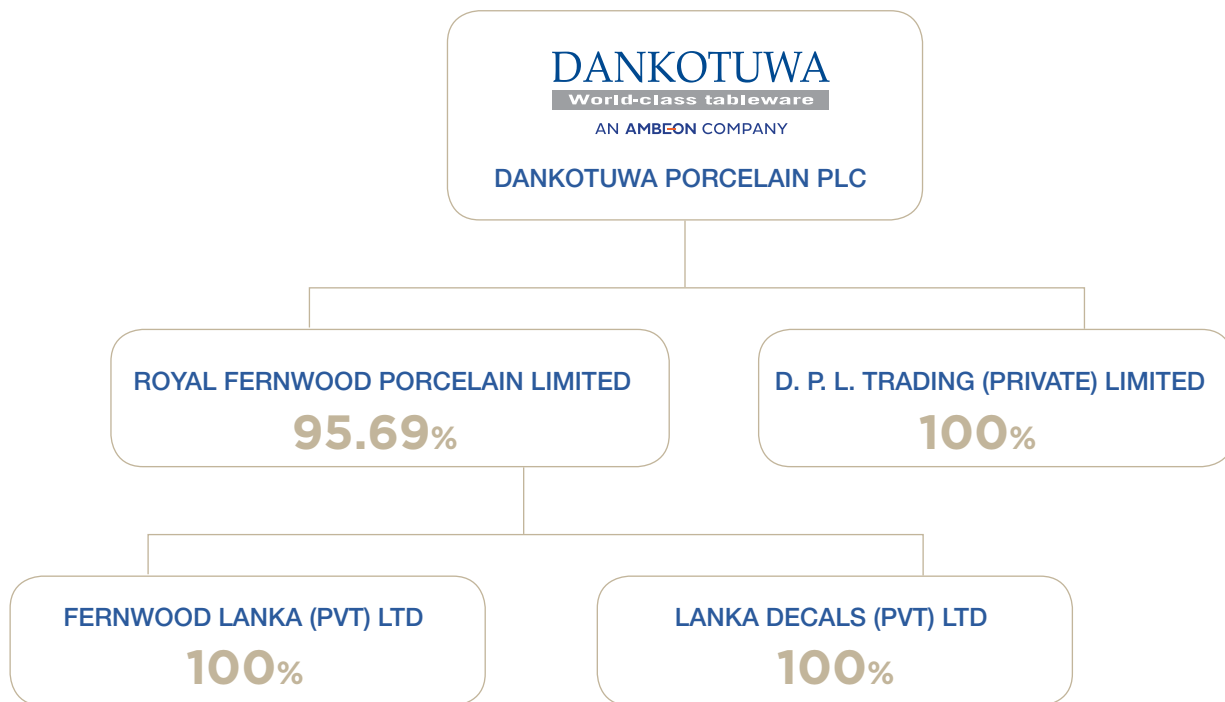 DANKOTUWA
World-class tableware
AN AMBEON COMPANY
DANKOTUWA PORCELAIN PLC
ROYAL FERNWOOD PORCELAIN LIMITED
95.69%
D. P. L. TRADING (PRIVATE) LIMITED
100%
FERNWOOD LANKA (PVT) LTD
100%
LANKA DECALS (PVT) LTD
100%